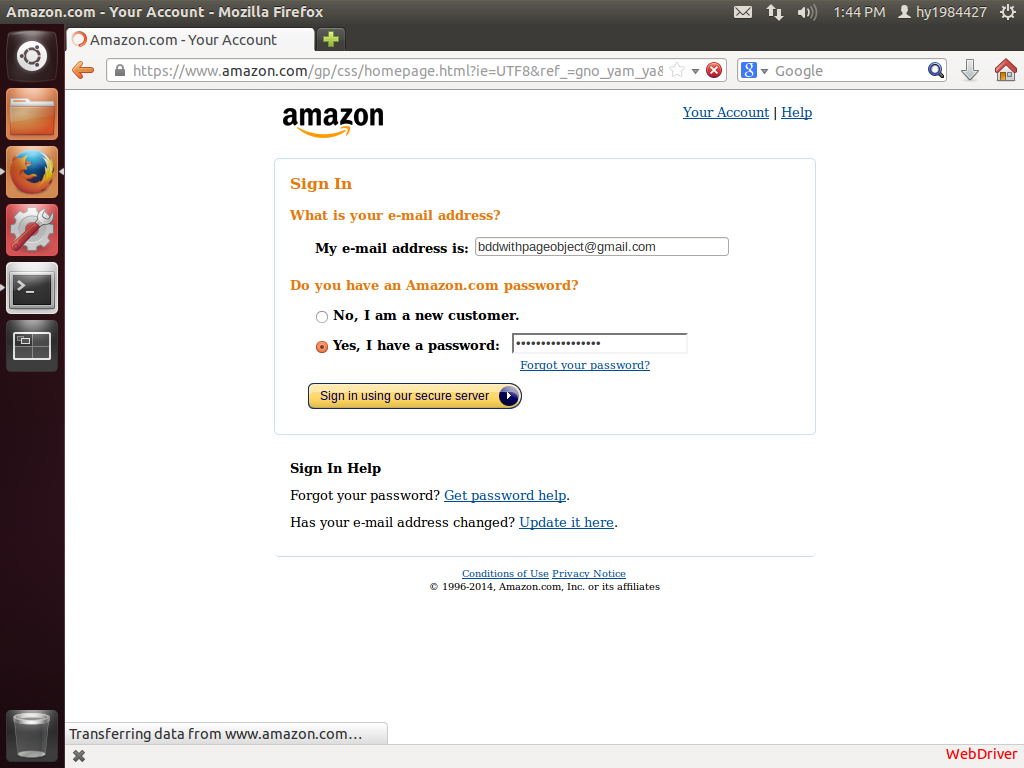 Amazon.com - Your Account - Mozilla Firefox
1:44 PM hy1984427
Amazon.com - Your Account
https://www.amazon.com/gp/css/homepage.html?ie=UTF8&ref_=gno_yam_ya&
Google
amazon
Your Account | Help
Sign In
What is your e-mail address?
My e-mail address is: bddwithpageobject@gmail.com
Do you have an Amazon.com password?
No, I am a new customer.
Yes, I have a password: •••••••••••••••••
Forgot your password?
Sign in using our secure server
Sign In Help
Forgot your password? Get password help.
Has your e-mail address changed? Update it here.
Conditions of Use Privacy Notice
© 1996-2014, Amazon.com, Inc. or its affiliates
Transferring data from www.amazon.com...
WebDriver